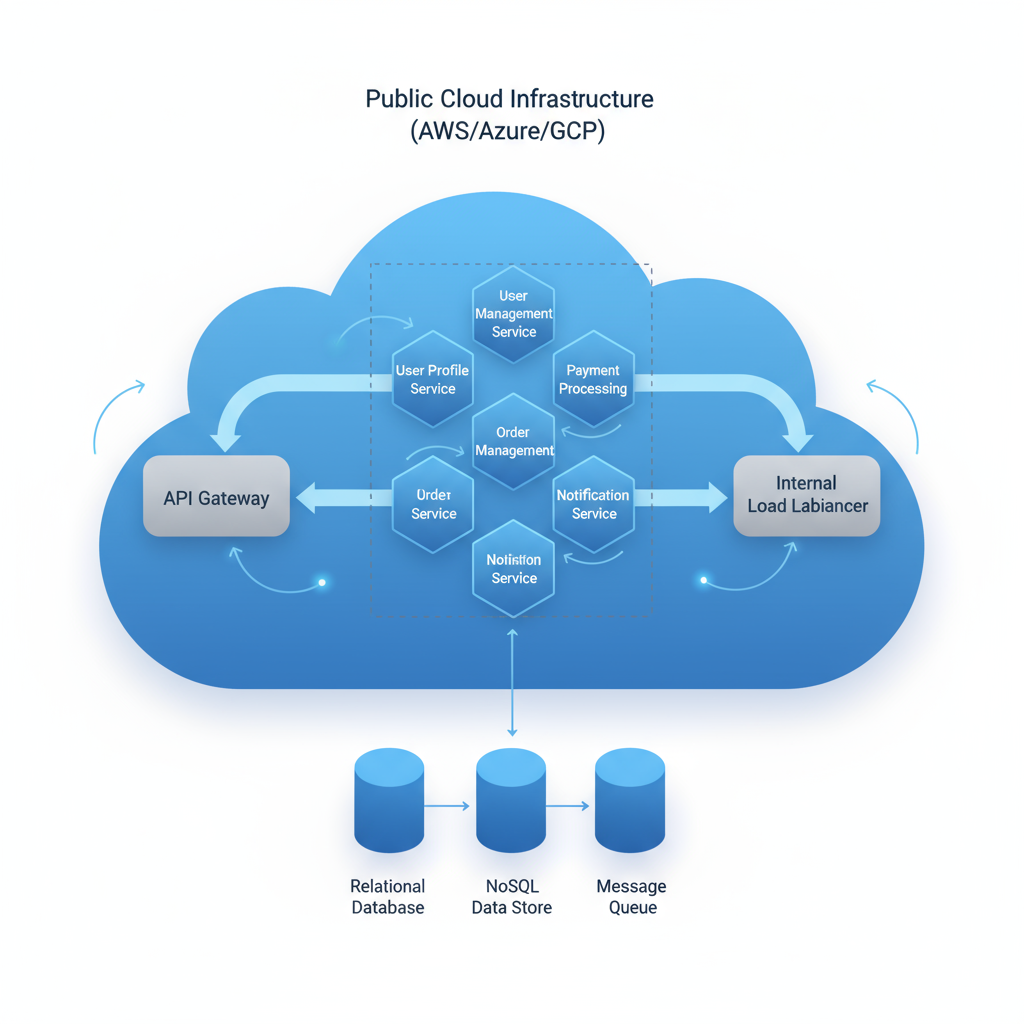 Public Cloud Infrastructure
(AWS/Azure/GCP)
User
Management
Service
User Profile
Service
Payment
Processing
Order
Management
API Gateway
Order
Service
Notification
Service
Internal
Load Labiancer
Service
Relational
Database
NoSQL
Data Store
Message
Queue